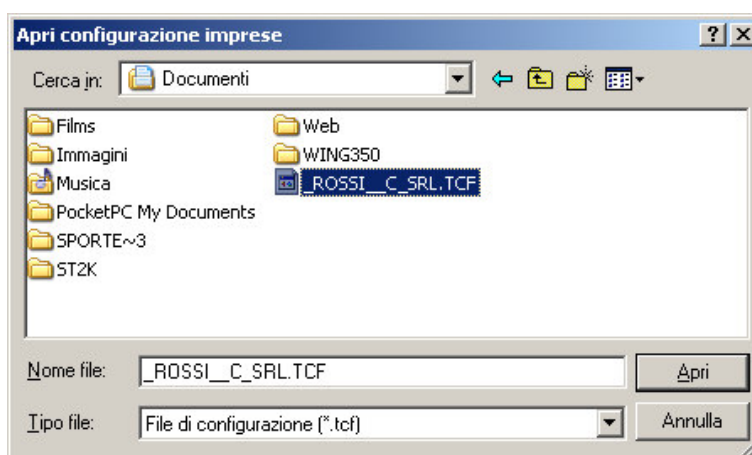 Apri configurazione imprese
Cerca in: Documenti
Films
Immagini
Musica
PocketPC My Documents
SPORTE~3
ST2K
Web
WING350
_ROSSI__C_SRL.TCF
Nome file: _ROSSI__C_SRL.TCF
Apri
Tipo file: File di configurazione (*.tcf)
Annulla